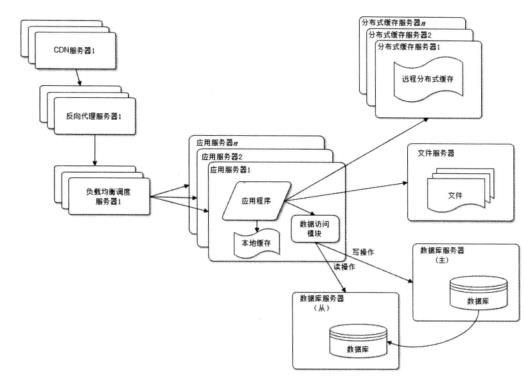 CDN服务器1
反向代理服务器1
负载均衡调度
服务器1
应用服务器n
应用服务器2
应用服务器1
应用程序
本地缓存
数据访问
模块
分布式缓存服务器n
分布式缓存服务器2
分布式缓存服务器1
远程分布式缓存
文件服务器
文件
写操作
读操作
数据库服务器
（主）
数据库
数据库服务器
（从）
数据库